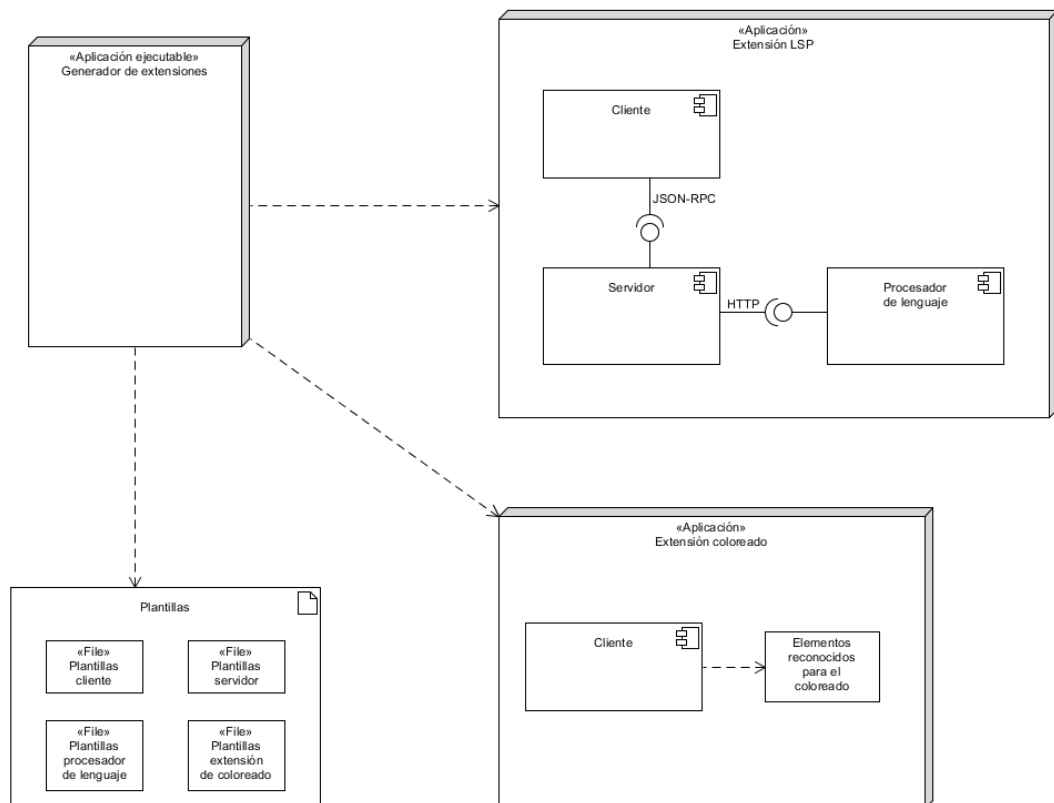 «Aplicación ejecutable»
Generador de extensiones
«Aplicación»
Extensión LSP
Cliente
JSON-RPC
Servidor
HTTP
Procesador
de lenguaje
«Aplicación»
Extensión coloreado
Cliente
Elementos
reconocidos
para el
coloreado
Plantillas
«File»
Plantillas
cliente
«File»
Plantillas
servidor
«File»
Plantillas
procesador
de lenguaje
«File»
Plantillas
extensión
de coloreado